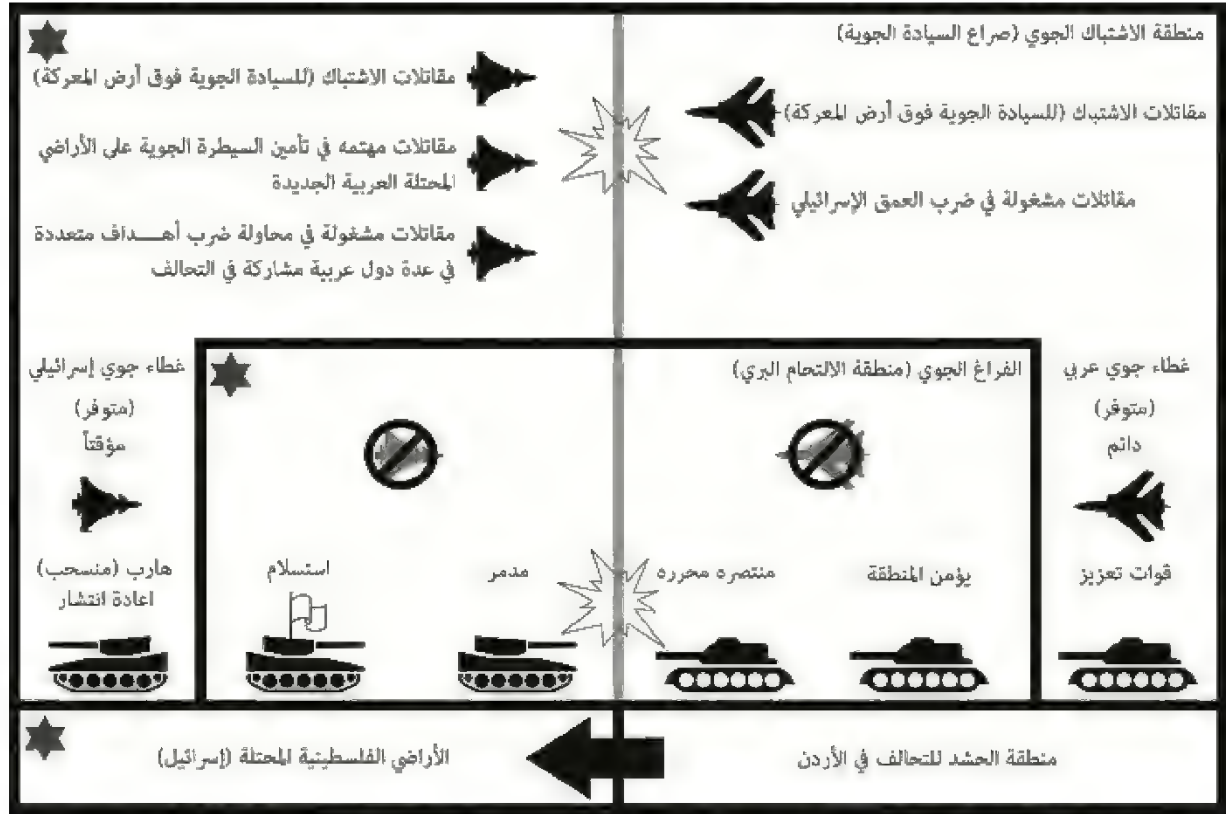 منطقة الاشتباك الجوي (صراع السيادة الجوية)
مقاتلات الاشتباك (للسيادة الجوية فوق أرض المعركة)
مقاتلات مشغولة في ضرب العمق الإسرائيلي
مقاتلات الاشتباك (للسيادة الجوية فوق أرض المعركة)
مقاتلات مهتمه في تأمين السيطرة الجوية على الأراضي
المحتلة العربية الجديدة
مقاتلات مشغولة في محاولة ضرب أهـــداف متعددة
في عدة دول عربية مشاركة في التحالف
غطاء جوي عربي
(متوفر)
دائم
قوات تعزيز
الفراغ الجوي (منطقة الالتحام البري)
يؤمن المنطقة
منتصره محرره
مدمر
استسلام
غطاء جوي إسرائيلي
(متوفر)
مؤقتاً
هارب (منسحب)
اعادة انتشار
منطقة الحشد للتحالف في الأردن
الأراضي الفلسطينية المحتلة (إسرائيل)